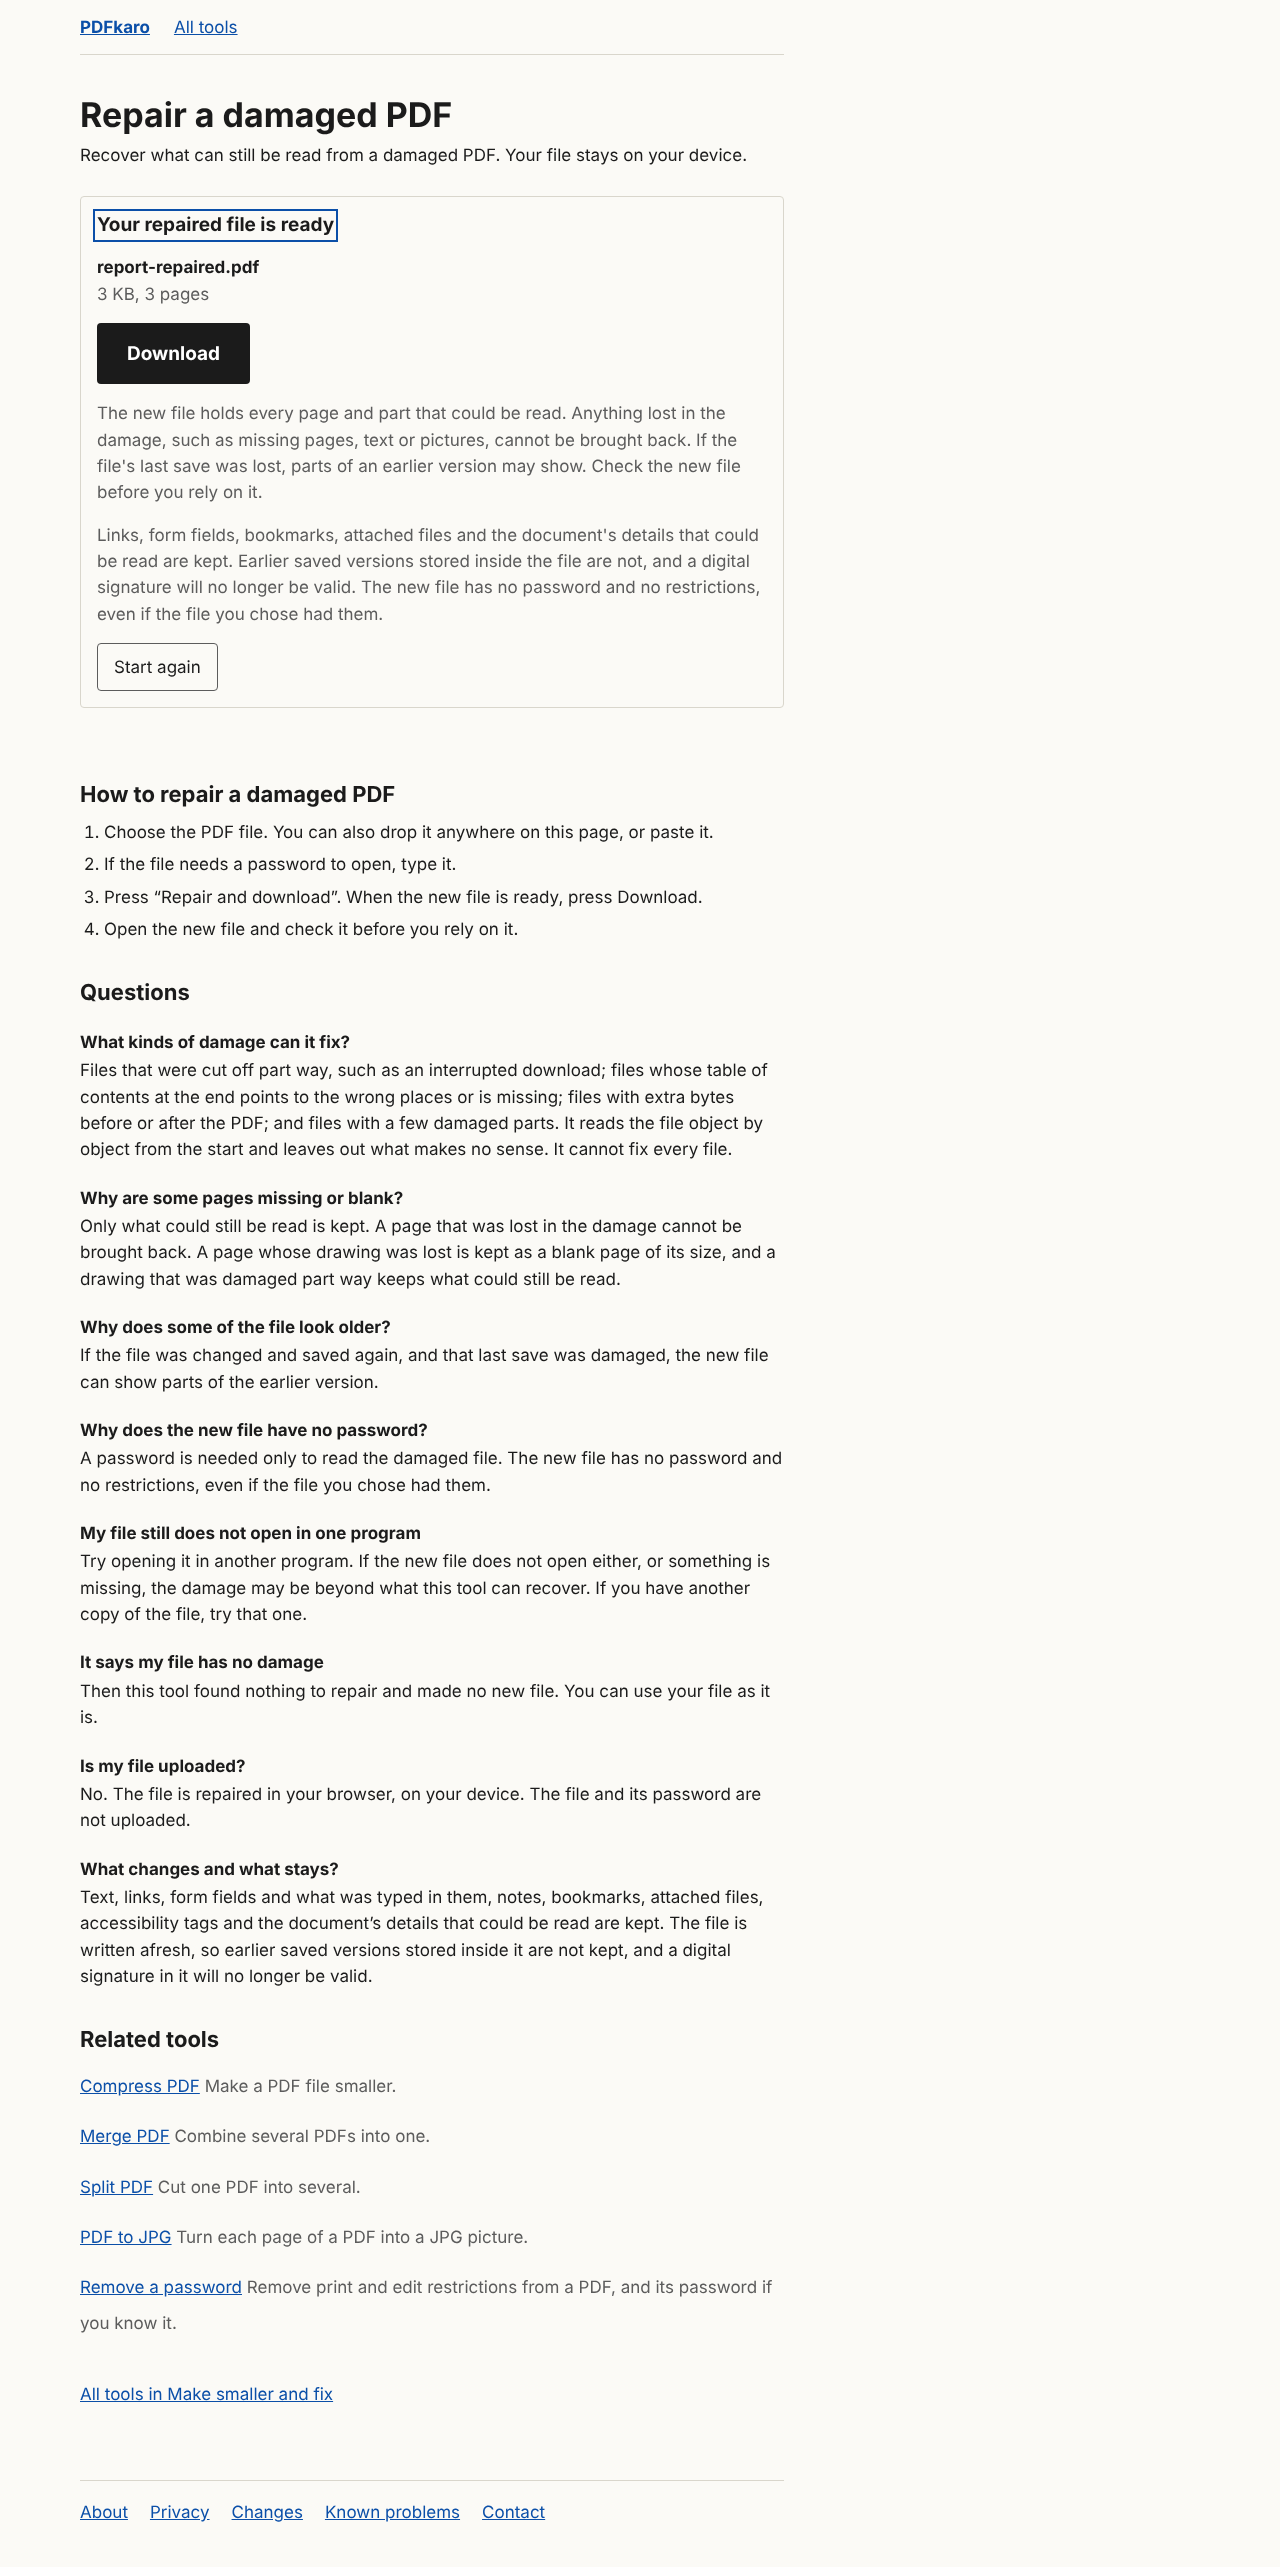 PDFkaro All tools
Repair a damaged PDF
Recover what can still be read from a damaged PDF. Your file stays on your device.
Your repaired file is ready
report-repaired.pdf
3 KB, 3 pages
Download
The new file holds every page and part that could be read. Anything lost in the
damage, such as missing pages, text or pictures, cannot be brought back. If the
file's last save was lost, parts of an earlier version may show. Check the new file
before you rely on it.
Links, form fields, bookmarks, attached files and the document's details that could
be read are kept. Earlier saved versions stored inside the file are not, and a digital
signature will no longer be valid. The new file has no password and no restrictions,
even if the file you chose had them.
Start again
How to repair a damaged PDF
1. Choose the PDF file. You can also drop it anywhere on this page, or paste it.
2. If the file needs a password to open, type it.
3. Press “Repair and download”. When the new file is ready, press Download.
4. Open the new file and check it before you rely on it.
Questions
What kinds of damage can it fix?
Files that were cut off part way, such as an interrupted download; files whose table of
contents at the end points to the wrong places or is missing; files with extra bytes
before or after the PDF; and files with a few damaged parts. It reads the file object by
object from the start and leaves out what makes no sense. It cannot fix every file.
Why are some pages missing or blank?
Only what could still be read is kept. A page that was lost in the damage cannot be
brought back. A page whose drawing was lost is kept as a blank page of its size, and a
drawing that was damaged part way keeps what could still be read.
Why does some of the file look older?
If the file was changed and saved again, and that last save was damaged, the new file
can show parts of the earlier version.
Why does the new file have no password?
A password is needed only to read the damaged file. The new file has no password and
no restrictions, even if the file you chose had them.
My file still does not open in one program
Try opening it in another program. If the new file does not open either, or something is
missing, the damage may be beyond what this tool can recover. If you have another
copy of the file, try that one.
It says my file has no damage
Then this tool found nothing to repair and made no new file. You can use your file as it
is.
Is my file uploaded?
No. The file is repaired in your browser, on your device. The file and its password are
not uploaded.
What changes and what stays?
Text, links, form fields and what was typed in them, notes, bookmarks, attached files,
accessibility tags and the document’s details that could be read are kept. The file is
written afresh, so earlier saved versions stored inside it are not kept, and a digital
signature in it will no longer be valid.
Related tools
Compress PDF Make a PDF file smaller.
Merge PDF Combine several PDFs into one.
Split PDF Cut one PDF into several.
PDF to JPG Turn each page of a PDF into a JPG picture.
Remove a password Remove print and edit restrictions from a PDF, and its password if
you know it.
All tools in Make smaller and fix
About Privacy Changes Known problems Contact